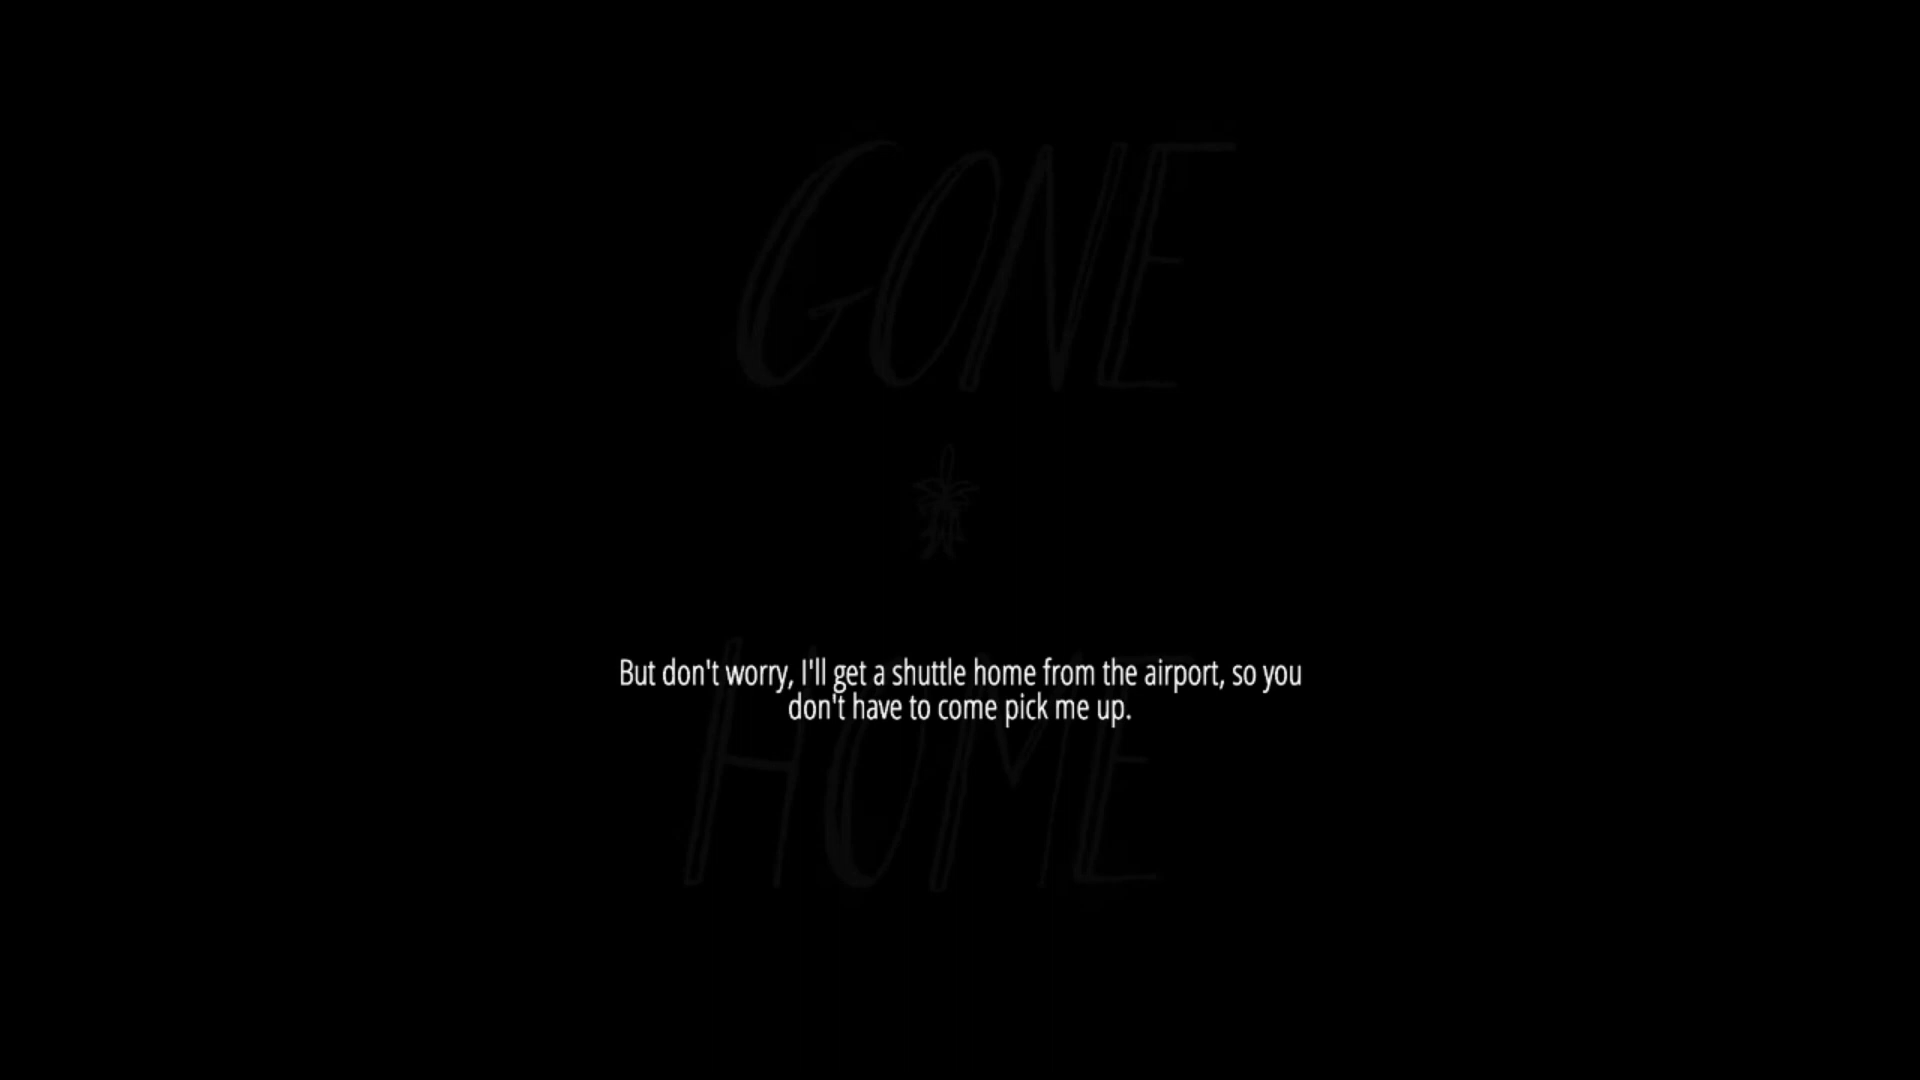 GONE
HOME
But don't worry, I'll get a shuttle home from the airport, so you
don't have to come pick me up.